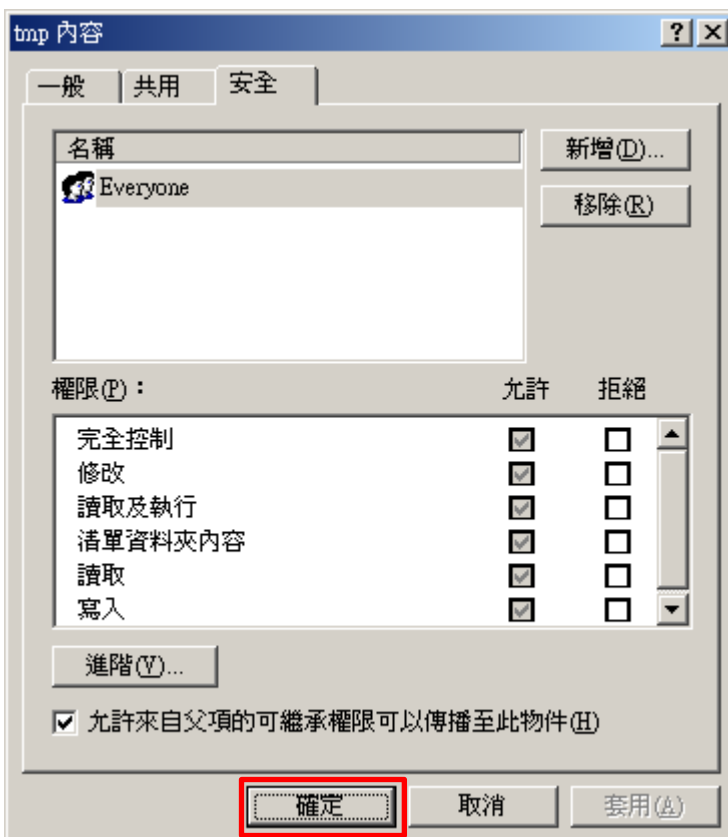 tmp 內容
一般 共用 安全
名稱
Everyone
新增(D)...
移除(R)
權限(P)： 允許 拒絕
完全控制
修改
讀取及執行
清單資料夾內容
讀取
寫入
進階(V)...
允許來自父項的可繼承權限可以傳播至此物件(H)
確定 取消 套用(A)